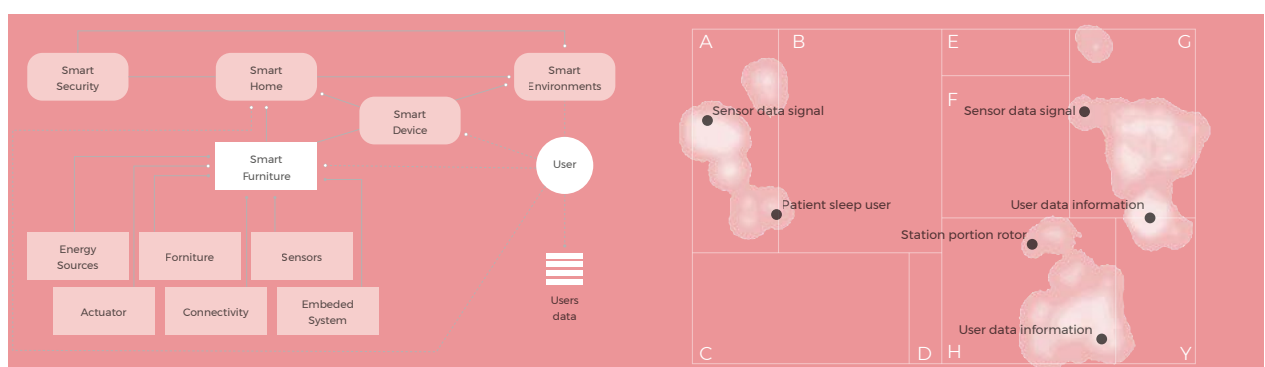 Smart
Security
Smart
Home
Smart
Environments
Smart
Device
Smart
Furniture
User
Energy
Sources
Forniture
Sensors
Actuator
Connectivity
Embeded
System
Users
data
A
B
E
G
F
Sensor data signal
Sensor data signal
Patient sleep user
User data information
Station portion rotor
User data information
C
D
H
Y